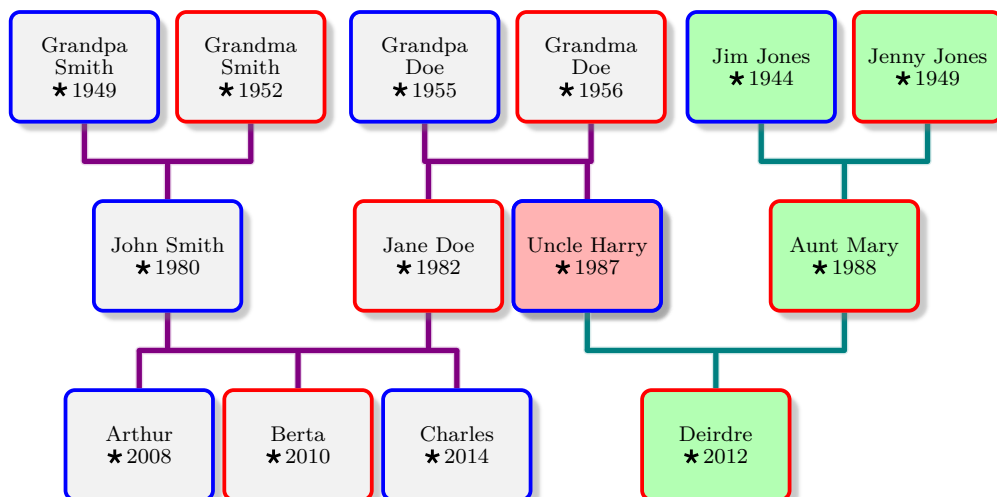 Grandpa
Smith
★ 1949
Grandma
Smith
★ 1952
Grandpa
Doe
★ 1955
Grandma
Doe
★ 1956
Jim Jones
★ 1944
Jenny Jones
★ 1949
John Smith
★ 1980
Jane Doe
★ 1982
Uncle Harry
★ 1987
Aunt Mary
★ 1988
Arthur
★ 2008
Berta
★ 2010
Charles
★ 2014
Deirdre
★ 2012